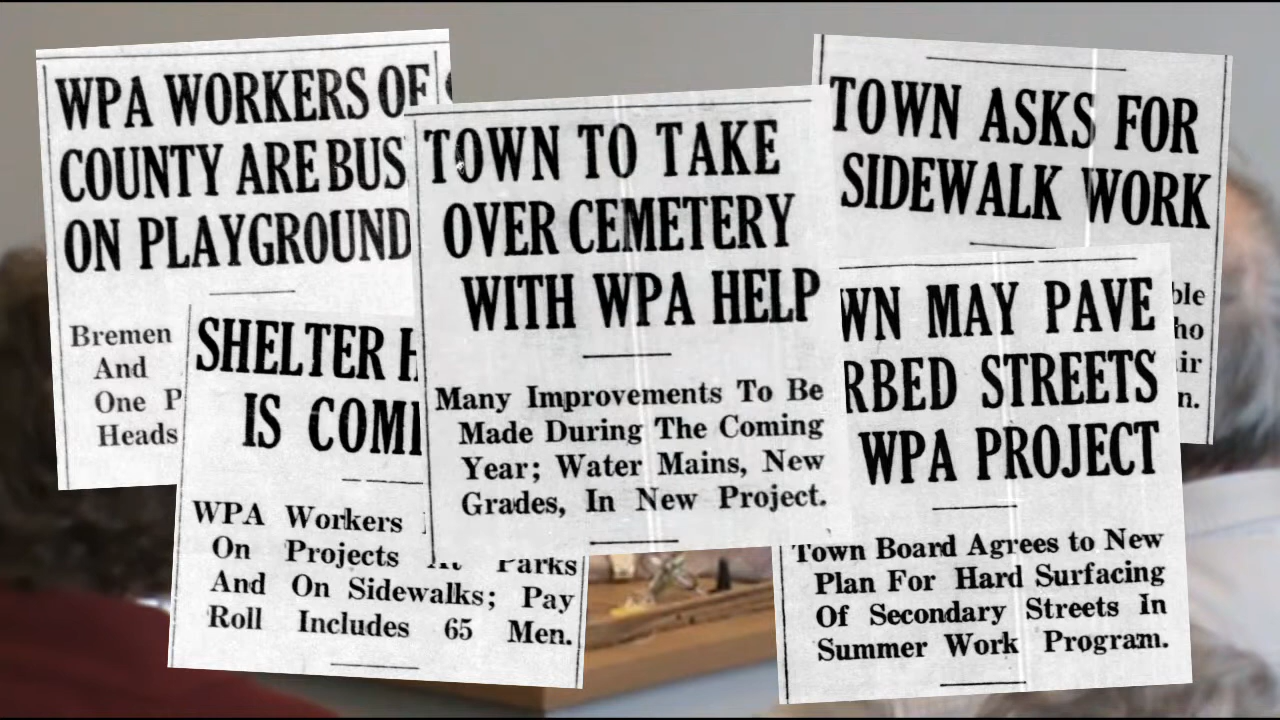 WPA WORKERS OF
COUNTY ARE BUS
ON PLAYGROUND
Bremen
And
One P
Heads
SHELTER H
IS COM
WPA Workers
On Projects At Parks
And On Sidewalks; Pay
Roll Includes 65 Men.
TOWN TO TAKE
OVER CEMETERY
WITH WPA HELP
Many Improvements To Be
Made During The Coming
Year; Water Mains, New
Grades, In New Project.
TOWN ASKS FOR
SIDEWALK WORK
ble
ho
ir
n.
WN MAY PAVE
RBED STREETS
WPA PROJECT
Town Board Agrees to New
Plan For Hard Surfacing
Of Secondary Streets In
Summer Work Program.